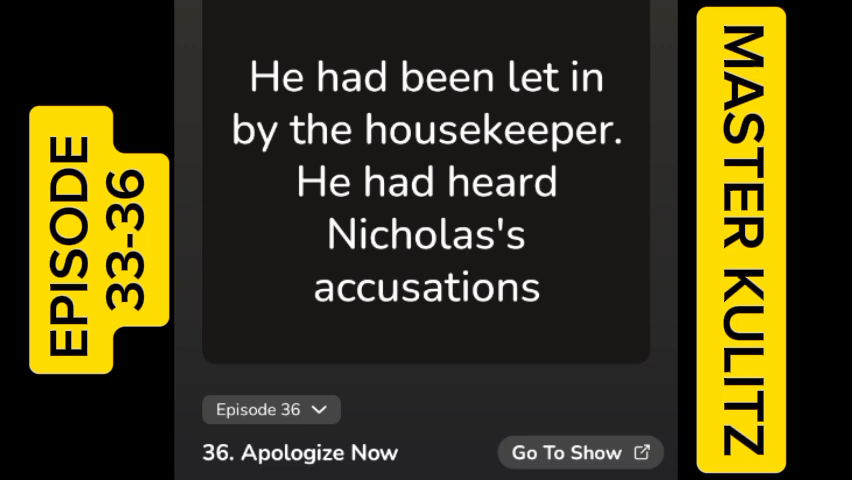 EPISODE
33-36
He had been let in
by the housekeeper.
He had heard
Nicholas's
accusations
Episode 36
36. Apologize Now
Go To Show
MASTER KULITZ